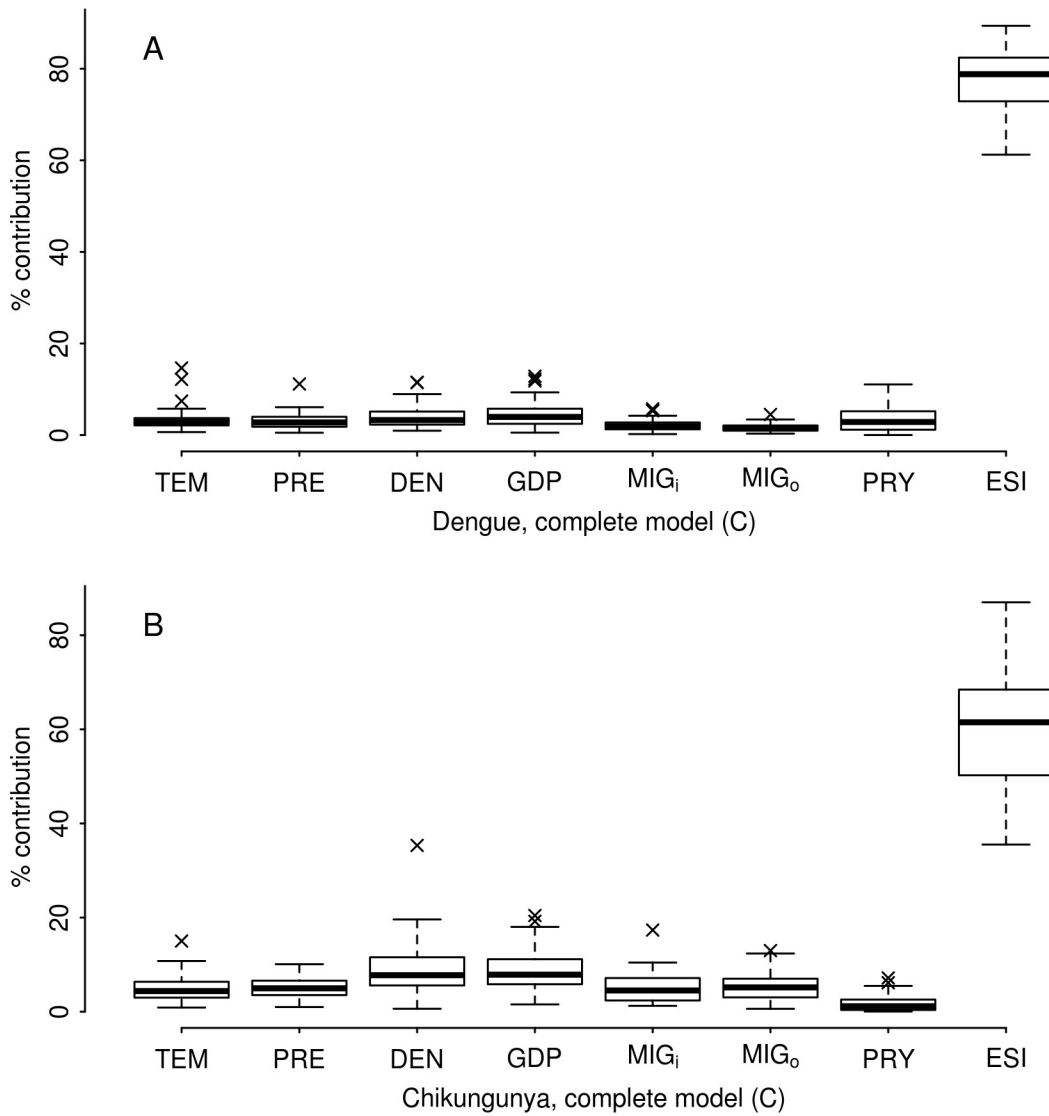 A
% contribution
80
60
40
20
0
TEM PRE DEN GDP MIGi MIGo PRY ESI
Dengue, complete model (C)
B
% contribution
80
60
40
20
0
TEM PRE DEN GDP MIGi MIGo PRY ESI
Chikungunya, complete model (C)